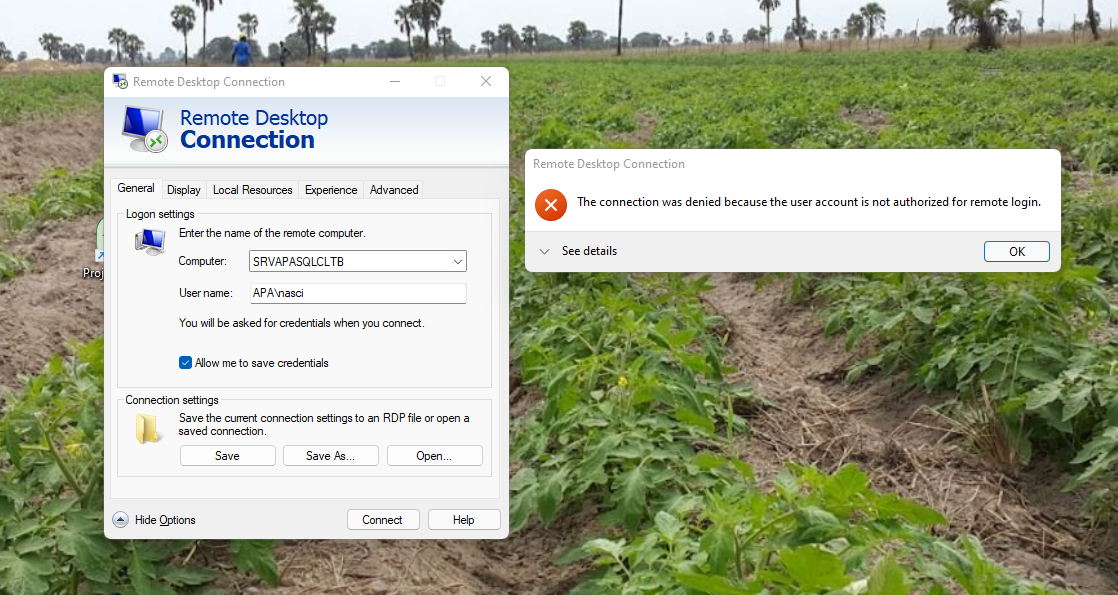 Remote Desktop Connection
Remote Desktop
Connection
General Display Local Resources Experience Advanced
Logon settings
Enter the name of the remote computer.
Computer: SRVAPASQLCLTB
User name: APA\nasci
You will be asked for credentials when you connect.
Allow me to save credentials
Connection settings
Save the current connection settings to an RDP file or open a
saved connection.
Save Save As... Open...
Hide Options Connect Help
Remote Desktop Connection
The connection was denied because the user account is not authorized for remote login.
See details OK